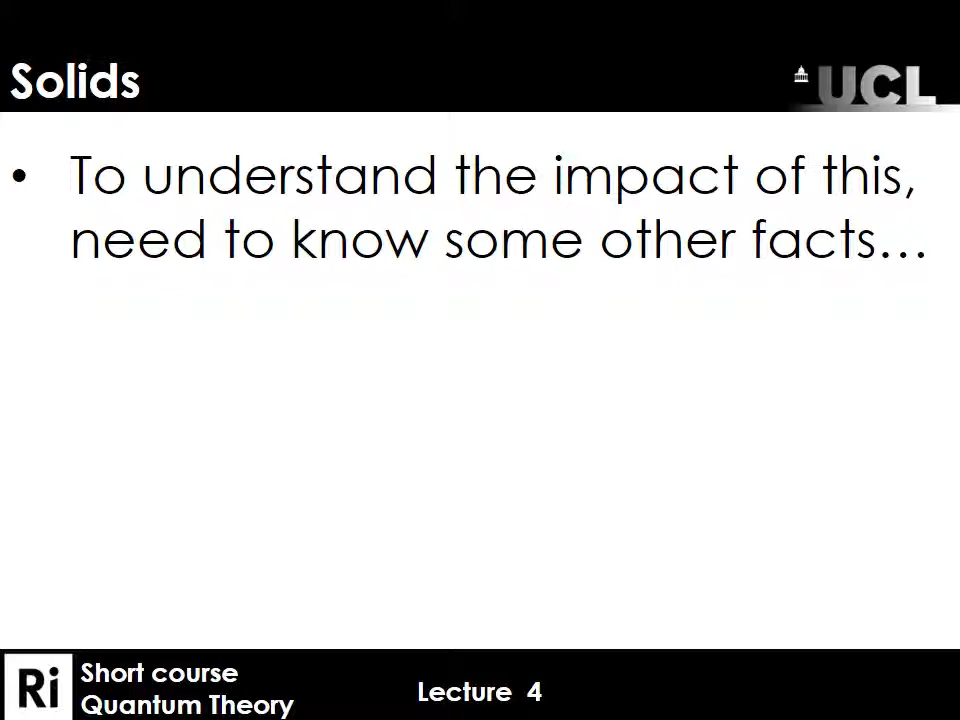 Solids
UCL
• To understand the impact of this,
need to know some other facts…
Ri
Short course
Quantum Theory
Lecture 4